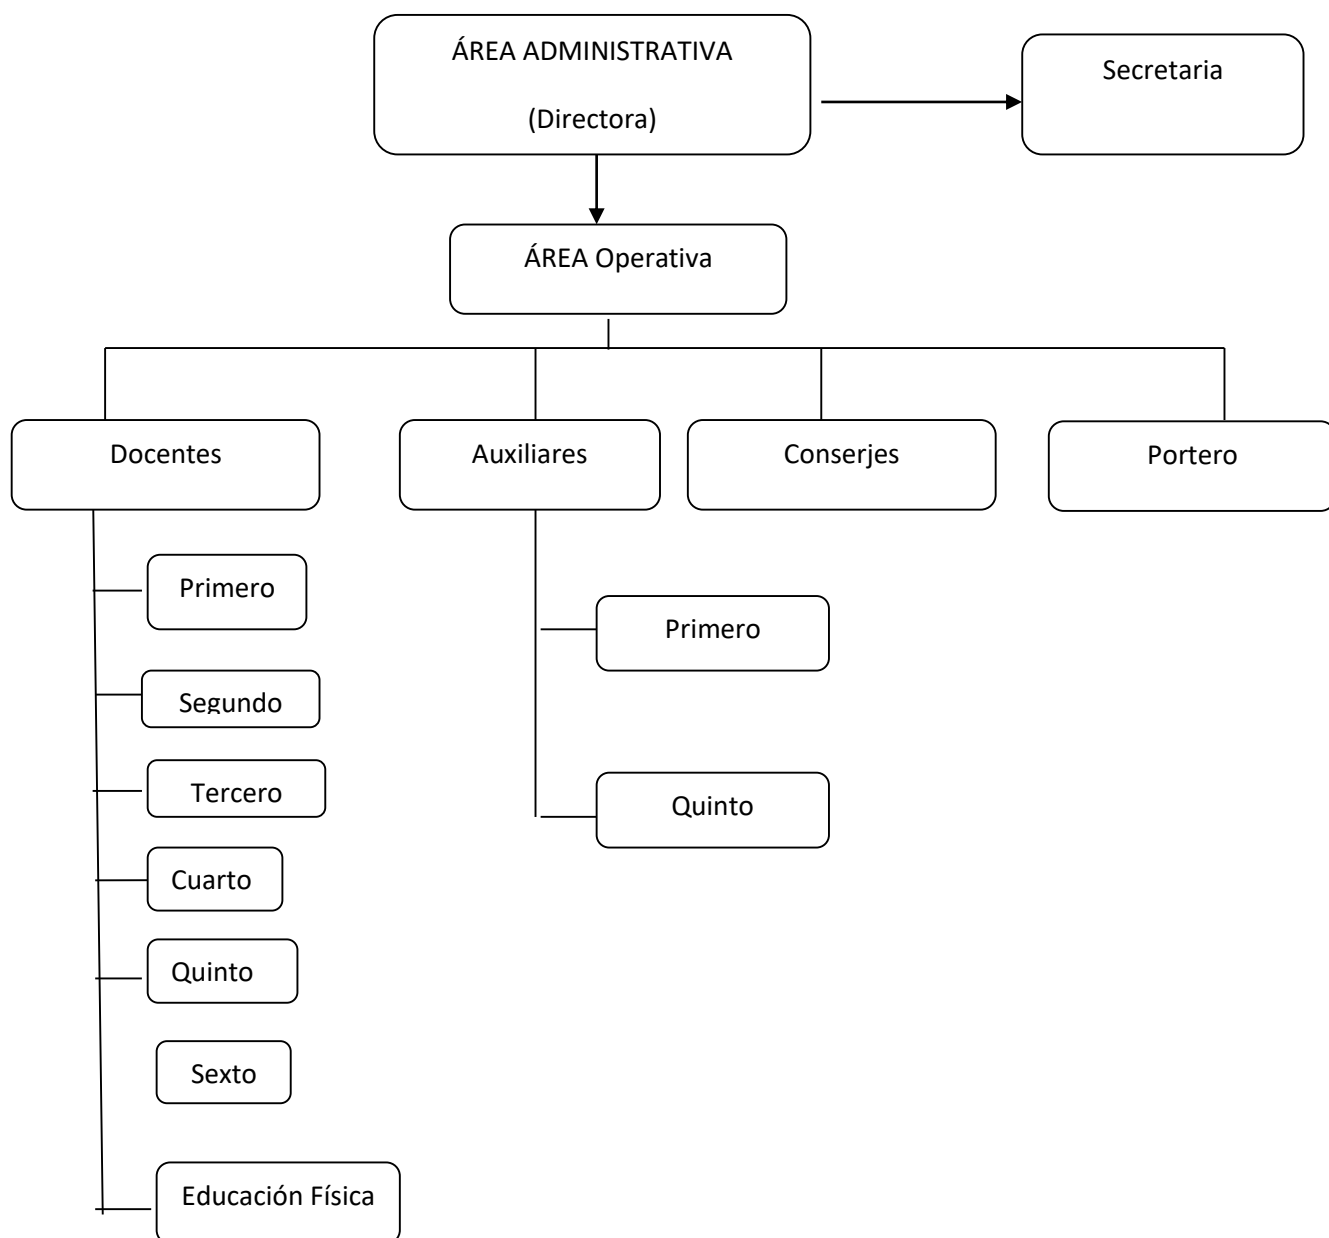 ÁREA ADMINISTRATIVA
(Directora)
Secretaria
ÁREA Operativa
Docentes
Auxiliares
Conserjes
Portero
Primero
Segundo
Tercero
Cuarto
Quinto
Sexto
Educación Física
Primero
Quinto